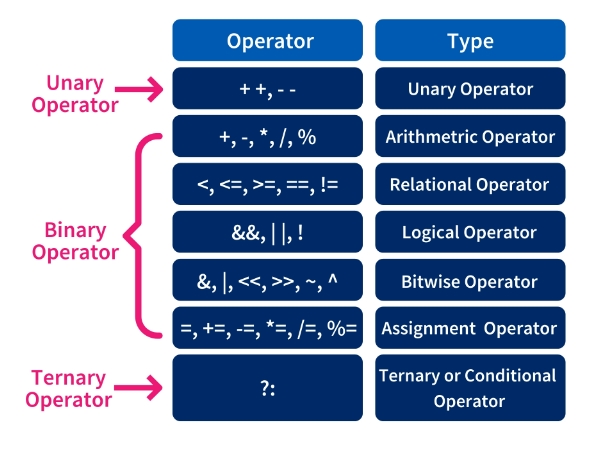 Operator Type
Unary
Operator
+ +, - - Unary Operator
+, -, *, /, % Arithmetric Operator
<, <=, >=, ==, != Relational Operator
Binary
Operator
&&, ||, ! Logical Operator
&, |, <<, >>, ~, ^ Bitwise Operator
=, +=, -=, *=, /=, %= Assignment Operator
Ternary
Operator
?: Ternary or Conditional
Operator